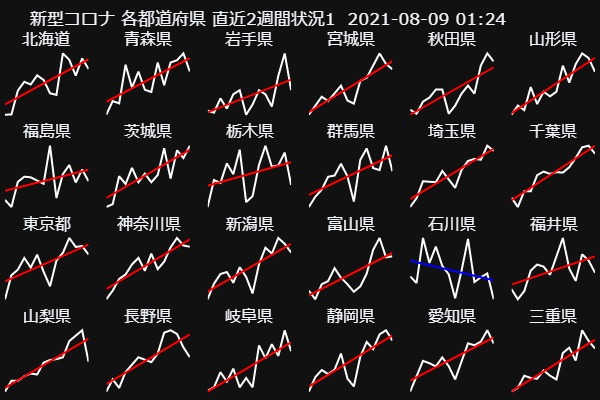 新型コロナ 各都道府県 直近2週間状況1 2021-08-09 01:24
北海道 青森県 岩手県 宮城県 秋田県 山形県
福島県 茨城県 栃木県 群馬県 埼玉県 千葉県
東京都 神奈川県 新潟県 富山県 石川県 福井県
山梨県 長野県 岐阜県 静岡県 愛知県 三重県